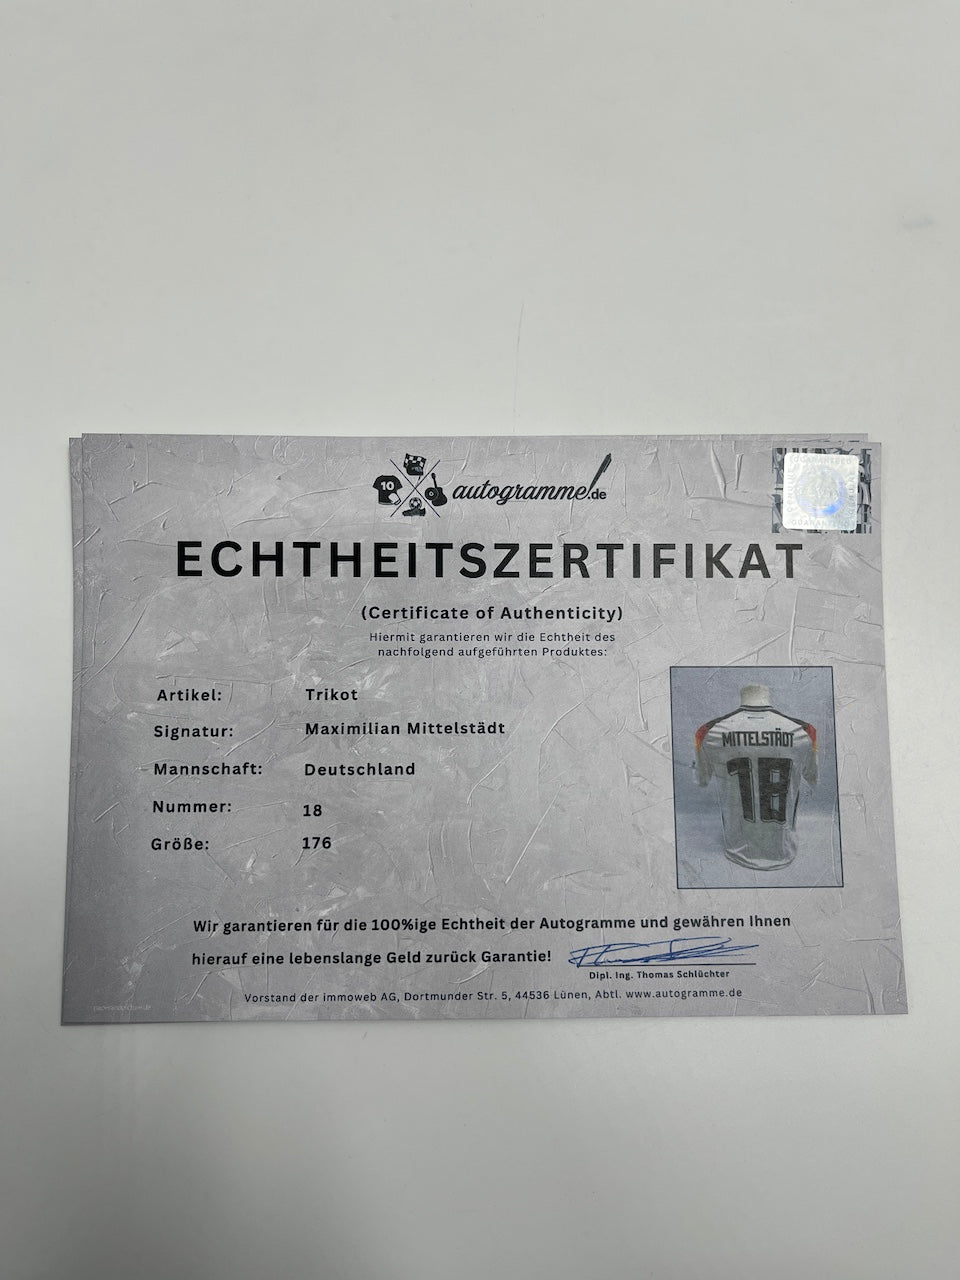 10
autogramme.de
GUARANTEED
ECHTHEITSZERTIFIKAT
(Certificate of Authenticity)
Hiermit garantieren wir die Echtheit des
nachfolgend aufgeführten Produktes:
Artikel: Trikot
Signatur: Maximilian Mittelstädt
Mannschaft: Deutschland
Nummer: 18
Größe: 176
MITTELSTÄDT
18
Wir garantieren für die 100%ige Echtheit der Autogramme und gewähren Ihnen
hierauf eine lebenslange Geld zurück Garantie!
Dipl. Ing. Thomas Schlüchter
Vorstand der immoweb AG, Dortmunder Str. 5, 44536 Lünen, Abtl. www.autogramme.de